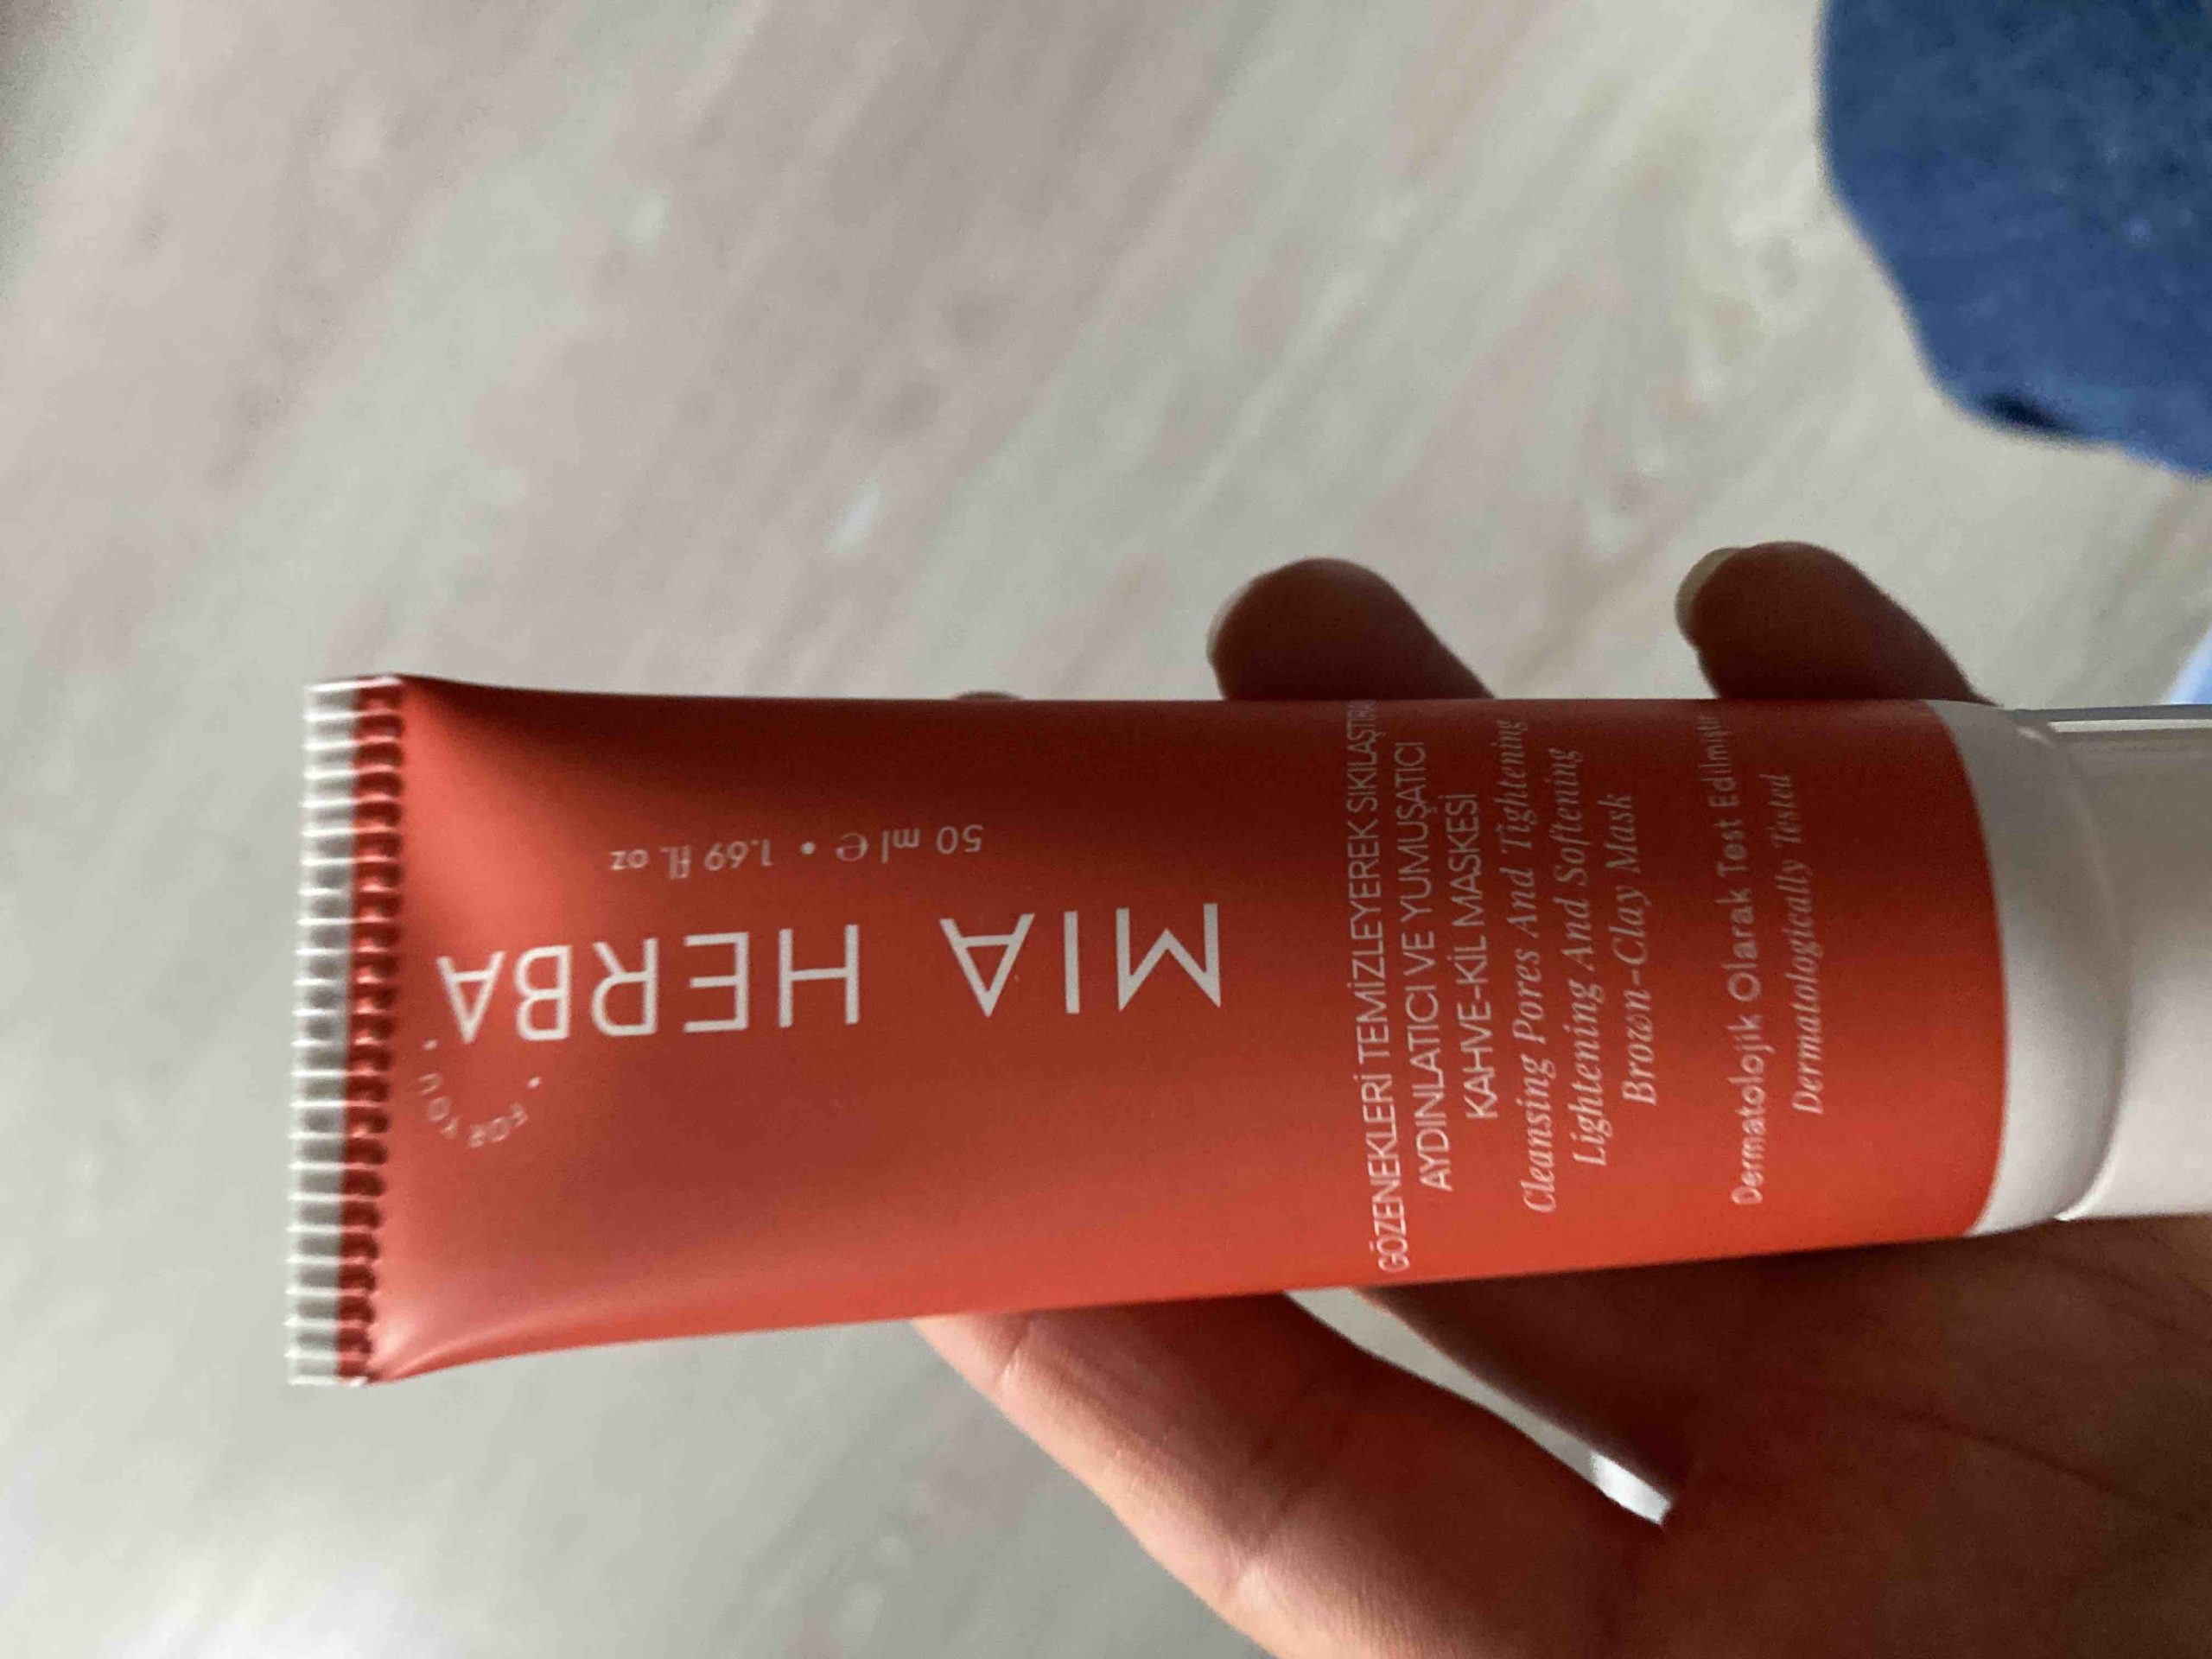 MIA HERBA
FOR YOU
50 ml e • 1.69 fl. oz
GÖZENEKLERİ TEMİZLEYEREK
AYDINLATICI VE YUMUŞATICI
KAHVE-KİL MASKESİ
Cleansing Pores And Tightening
Lightening And Softening
Brown-Clay Mask
Dermatolojik Olarak Test Edilmiştir
Dermatologically Tested